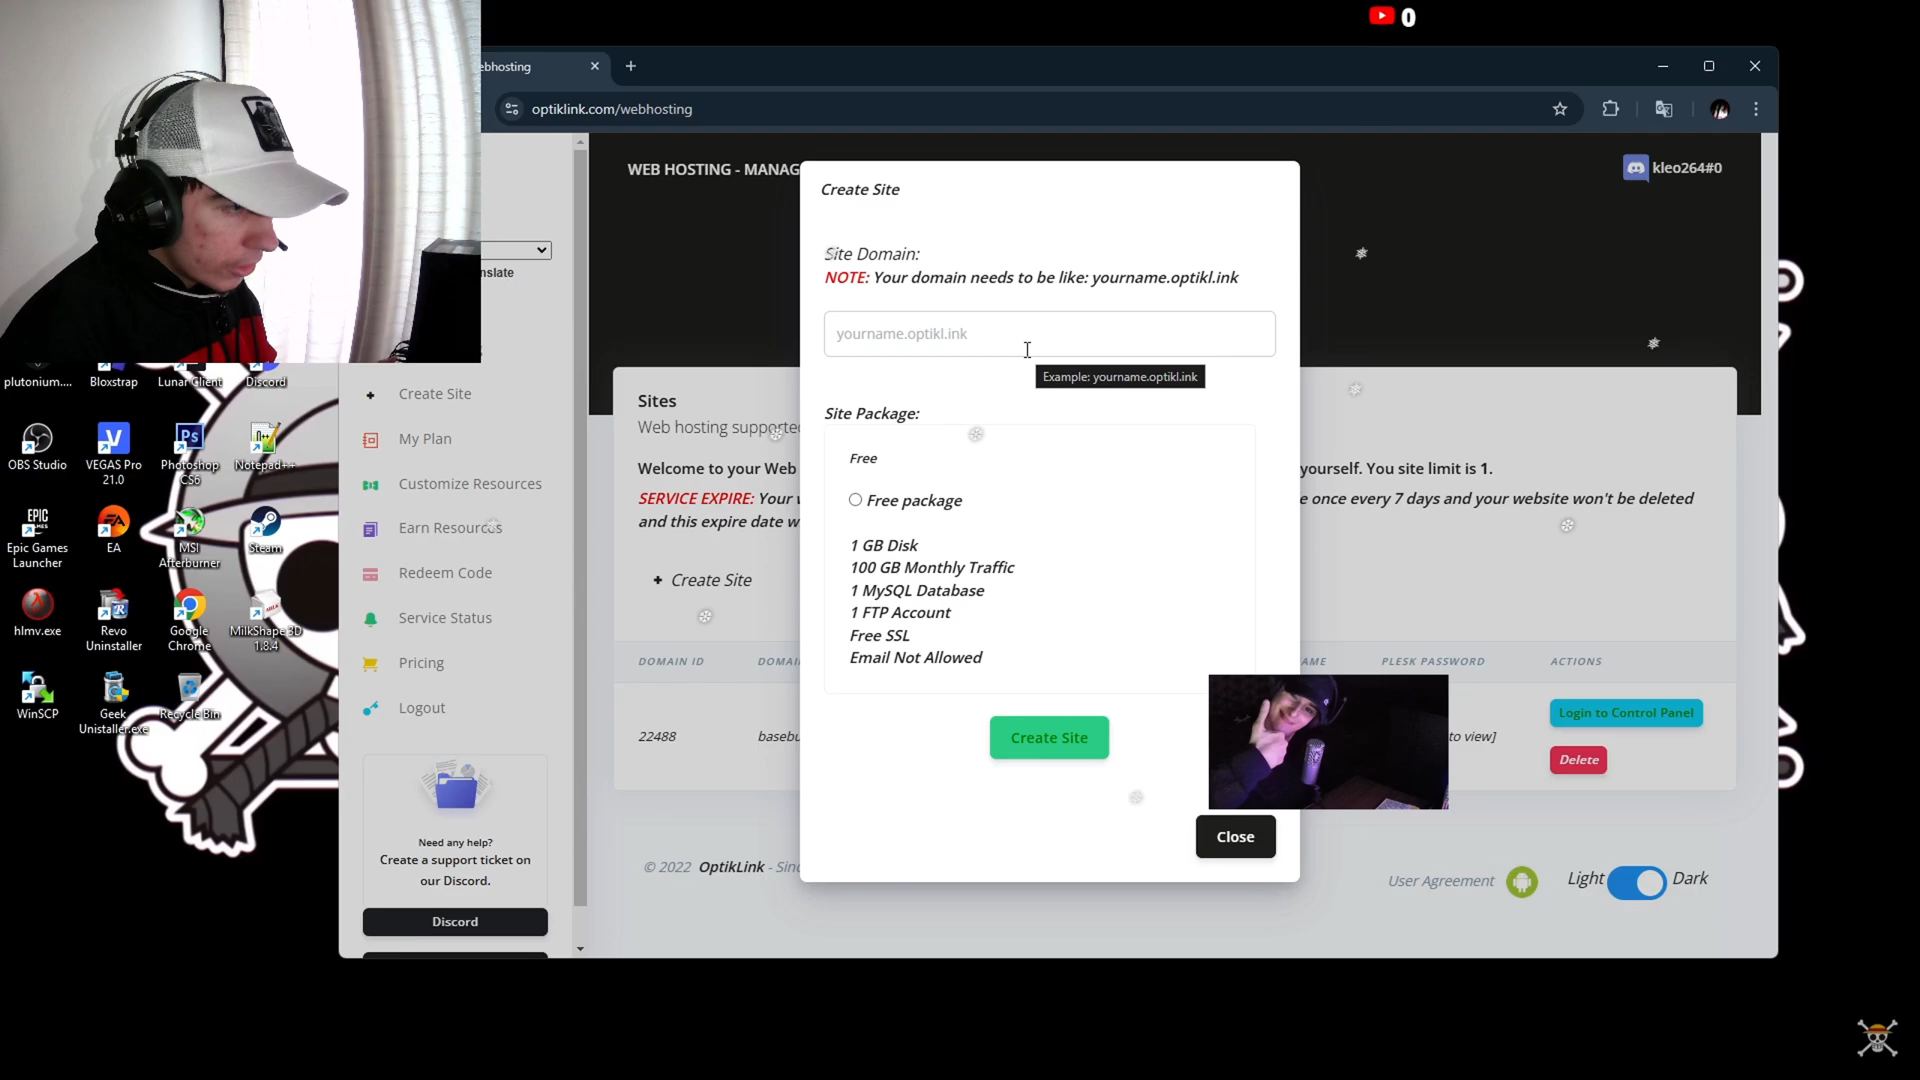 0
ebhosting
optiklink.com/webhosting
WEB HOSTING - MANAG
kleo264#0
Create Site
Site Domain:
NOTE: Your domain needs to be like: yourname.optikl.ink
yourname.optikl.ink
Example: yourname.optikl.ink
nslate
Create Site
My Plan
Customize Resources
Earn Resources
Redeem Code
Service Status
Pricing
Logout
Need any help?
Create a support ticket on
our Discord.
Discord
Sites
Web hosting supported
Welcome to your Web
yourself. You site limit is 1.
SERVICE EXPIRE: Your
e once every 7 days and your website won't be deleted
and this expire date w
+ Create Site
Site Package:
Free
Free package
1 GB Disk
100 GB Monthly Traffic
1 MySQL Database
1 FTP Account
Free SSL
Email Not Allowed
Create Site
Close
DOMAIN ID
DOMAI
AME
PLESK PASSWORD
ACTIONS
22488
basebu
to view]
Login to Control Panel
Delete
© 2022 OptikLink - Sinc
User Agreement
Light
Dark
plutonium....
Bloxstrap
Lunar Client
Discord
OBS Studio
VEGAS Pro
21.0
Photoshop
CS6
Notepad++
Epic Games
Launcher
EA
MSI
Afterburner
Steam
hlmv.exe
Revo
Uninstaller
Google
Chrome
MilkShape 3D
1.8.4
WinSCP
Geek
Unistaller.exe
Recycle Bin